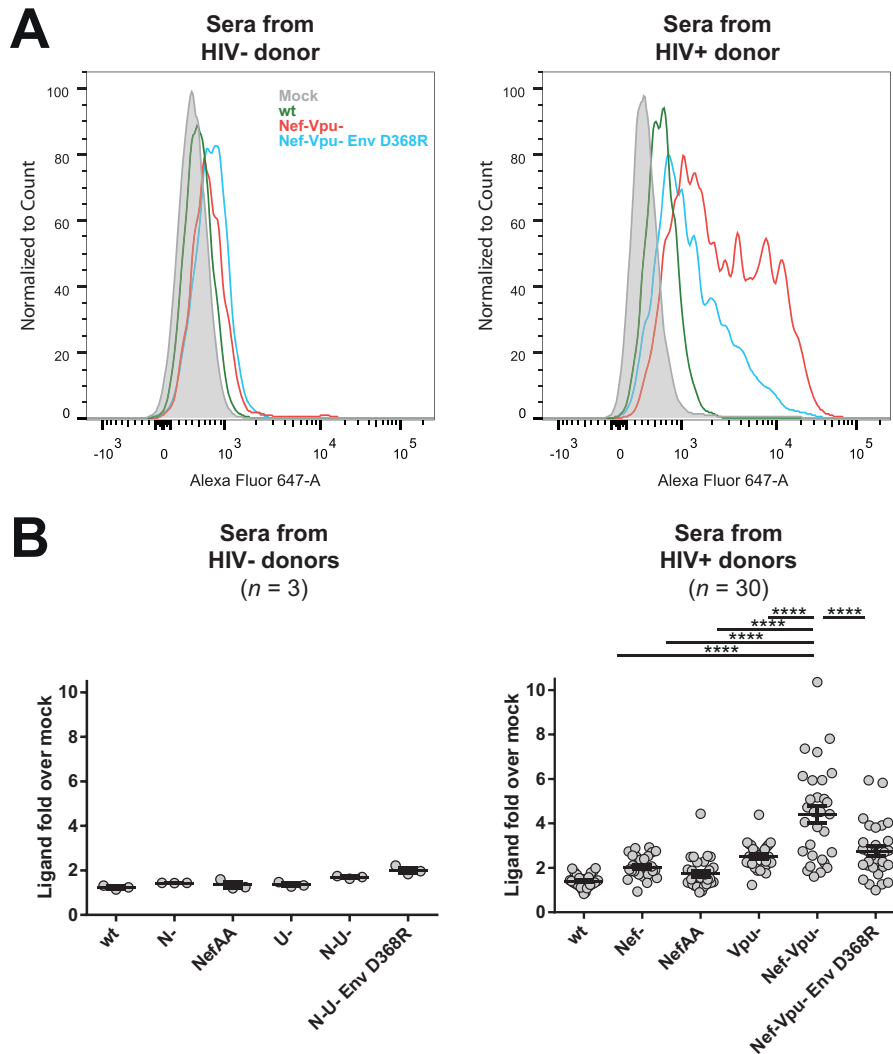 A
Sera from
HIV- donor
Sera from
HIV+ donor
Normalized to Count
100
80
60
40
20
0
Mock
wt
Nef-Vpu-
Nef-Vpu- Env D368R
-10 3
0
10 3
10 4
10 5
Alexa Fluor 647-A
Normalized to Count
100
80
60
40
20
0
-10 3
0
10 3
10 4
10 5
Alexa Fluor 647-A
B
Sera from
HIV- donors
(n = 3)
Sera from
HIV+ donors
(n = 30)
**** ****
****
****
****
Ligand fold over mock
10
8
6
4
2
0
wt
N-
NefAA
U-
N-U-
N-U- Env D368R
Ligand fold over mock
10
8
6
4
2
0
wt
Nef-
NefAA
Vpu-
Nef-Vpu-
Nef-Vpu- Env D368R